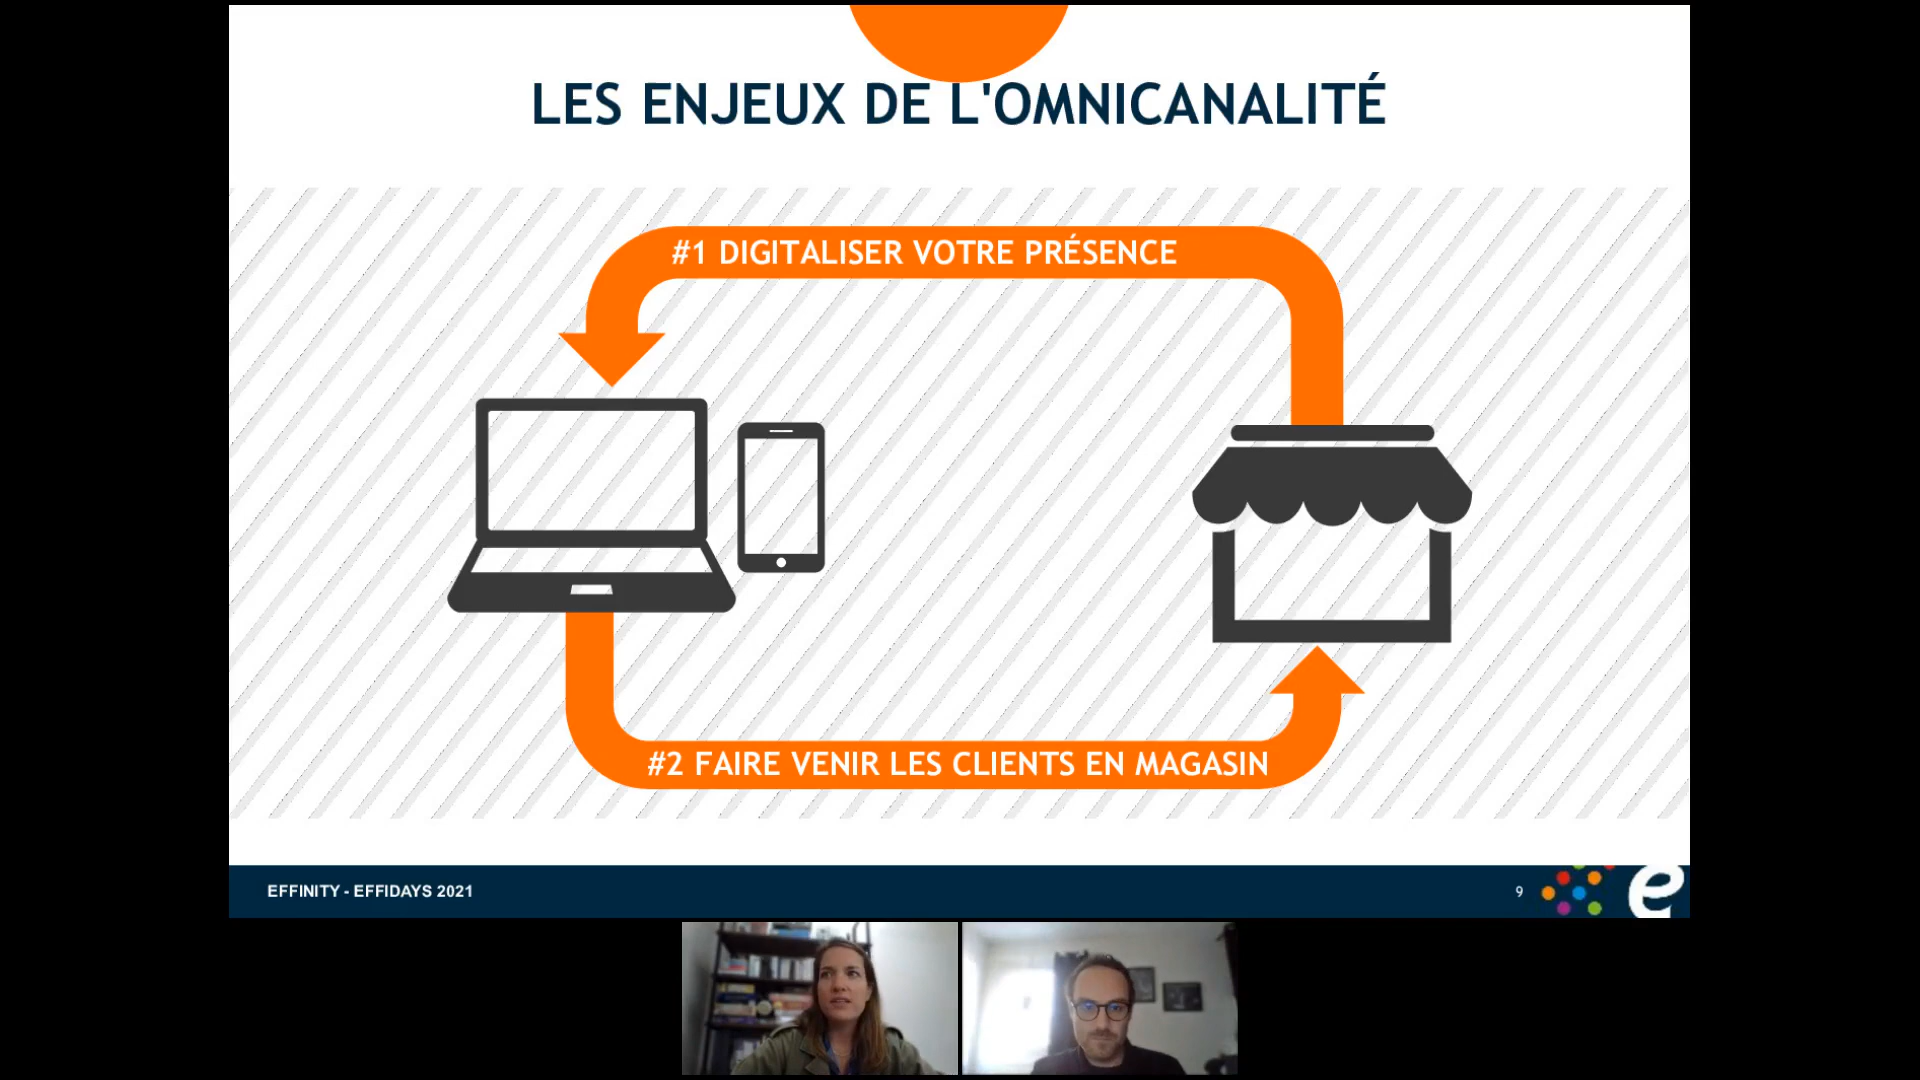 LES ENJEUX DE L'OMNICANALITÉ
#1 DIGITALISER VOTRE PRÉSENCE
#2 FAIRE VENIR LES CLIENTS EN MAGASIN
EFFINITY - EFFIDAYS 2021
9
e